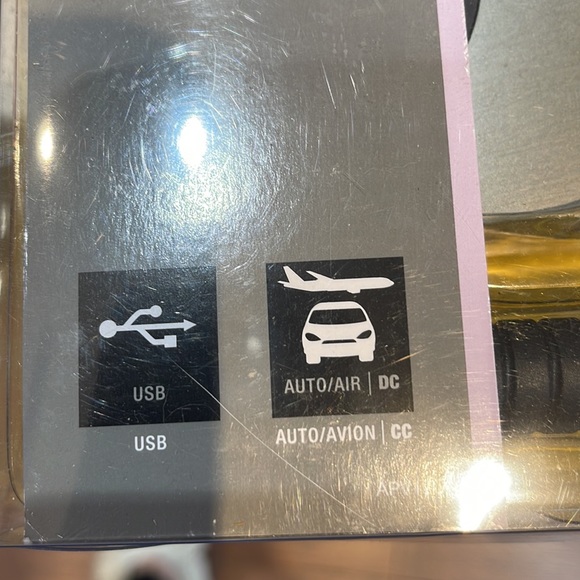 USB
USB
AUTO/AIR | DC
AUTO/AVION | CC